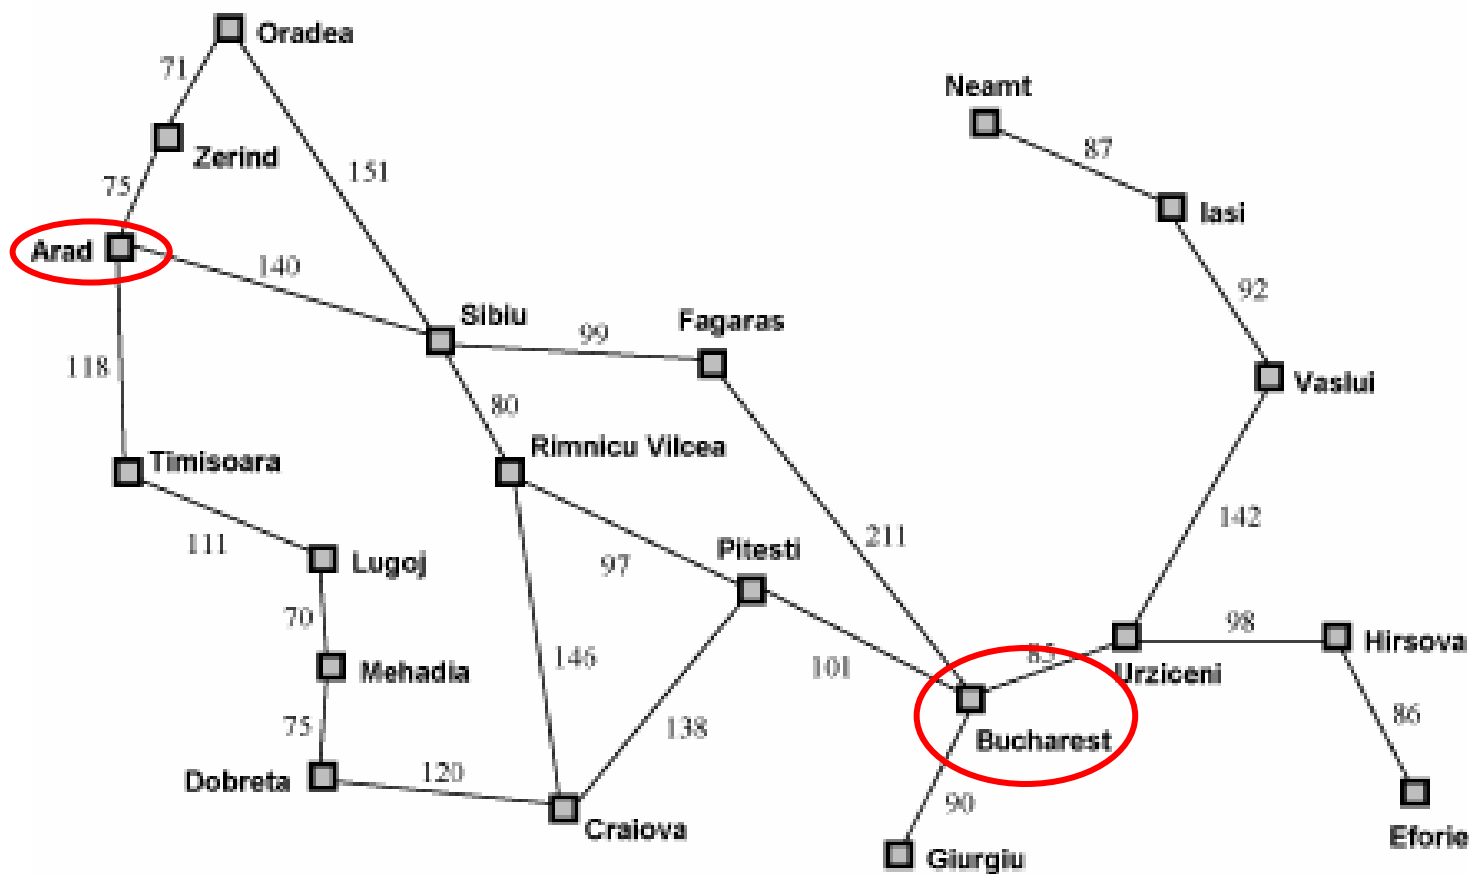 Oradea
71
Neamt
Zerind
87
151
75
Iasi
Arad
140
92
Sibiu
Fagaras
99
118
Vaslui
80
Rimnicu Vilcea
Timisoara
142
111
211
Pitesti
Lugoj
97
70
98
Hirsova
85
146
101
Mehadia
Urziceni
86
75
138
Bucharest
120
Dobreta
90
Craiova
Eforie
Giurgiu